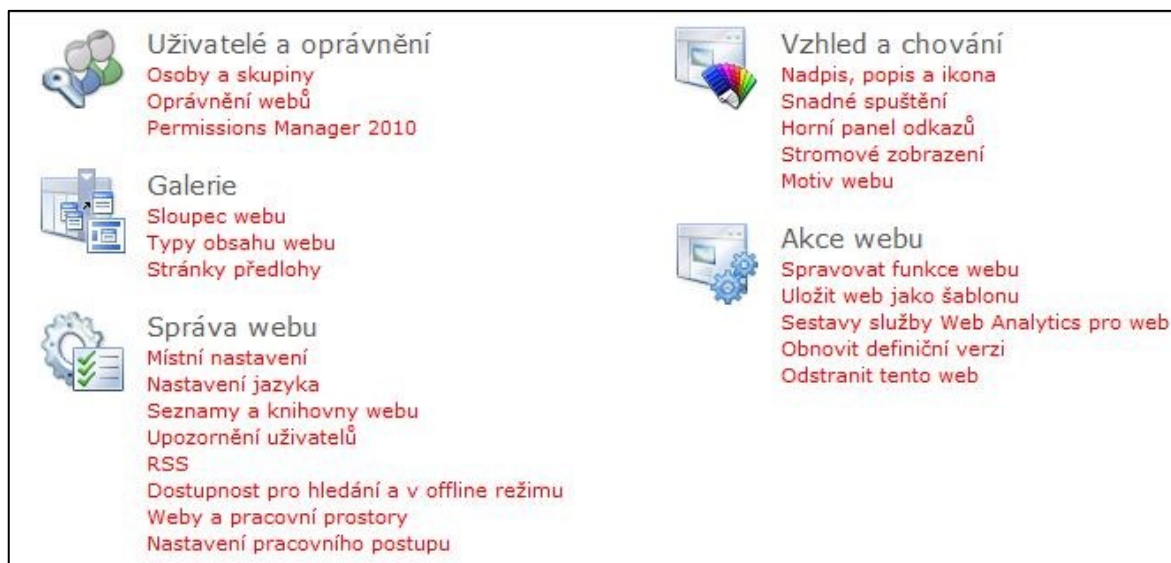 Uživatelé a oprávnění
Osoby a skupiny
Oprávnění webů
Permissions Manager 2010
Galerie
Sloupec webu
Typy obsahu webu
Stránky předlohy
Správa webu
Místní nastavení
Nastavení jazyka
Seznamy a knihovny webu
Upozornění uživatelů
RSS
Dostupnost pro hledání a v offline režimu
Weby a pracovní prostory
Nastavení pracovního postupu
Vzhled a chování
Nadpis, popis a ikona
Snadné spuštění
Horní panel odkazů
Stromové zobrazení
Motiv webu
Akce webu
Spravovat funkce webu
Uložit web jako šablonu
Sestavy služby Web Analytics pro web
Obnovit definiční verzi
Odstranit tento web